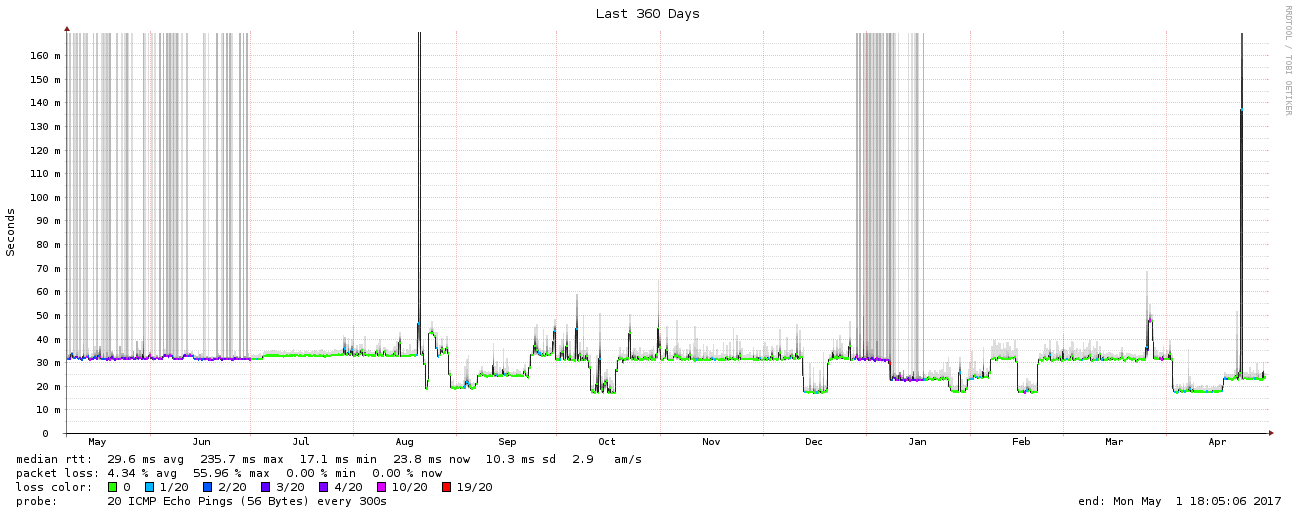 Last 360 Days
RRDTOOL / TOBI OETIKER
Seconds
160 m
150 m
140 m
130 m
120 m
110 m
100 m
90 m
80 m
70 m
60 m
50 m
40 m
30 m
20 m
10 m
0
May Jun Jul Aug Sep Oct Nov Dec Jan Feb Mar Apr
median rtt: 29.6 ms avg 235.7 ms max 17.1 ms min 23.8 ms now 10.3 ms sd 2.9 am/s
packet loss: 4.34 % avg 55.96 % max 0.00 % min 0.00 % now
loss color: 0 1/20 2/20 3/20 4/20 10/20 19/20
probe: 20 ICMP Echo Pings (56 Bytes) every 300s
end: Mon May 1 18:05:06 2017